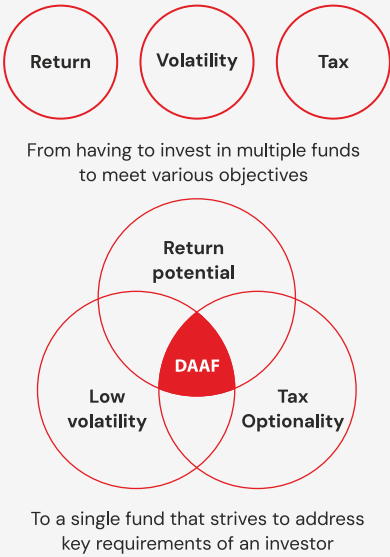 Return
Volatility
Tax
From having to invest in multiple funds
to meet various objectives
Return
potential
DAAF
Low
volatility
Tax
Optionality
To a single fund that strives to address
key requirements of an investor